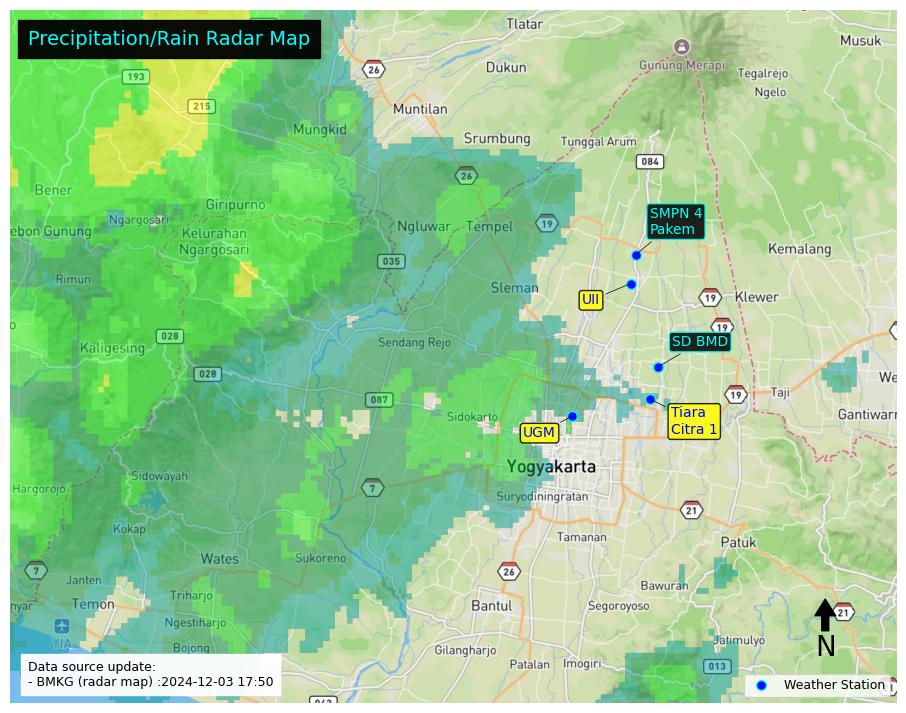 Precipitation/Rain Radar Map
Tlatar
Musuk
26
Dukun
Gunung Merapi
Tegalrejo
193
Ngelo
215
Muntilan
Mungkid
Srumbung
Tunggal Arum
084
26
Bener
Giripurno
Ngargosari
SMPN 4
Pakem
ebon Gunung
Kelurahan
Ngargosari
Ngluwar
Tempel
19
Kemalang
035
Rimun
Sleman
UII
19
Klewer
19
028
Kaligesing
Sendang Rejo
SD BMD
028
We
087
19
Taji
Sidokarto
Tiara
Citra 1
Gantiwarn
UGM
Yogyakarta
Sidowayah
Hargorojo
7
Suryodiningratan
21
Kokap
Tamanan
Patuk
Wates
Sukoreno
7
26
Janten
Bawuran
nyar
Temon
Triharjo
Bantul
Segoroyoso
21
Ngestiharjo
N
YIA
Bojong
Gilangharjo
Jatimulyo
Patalan
Imogiri
013
Data source update:
- BMKG (radar map) :2024-12-03 17:50
Weather Station